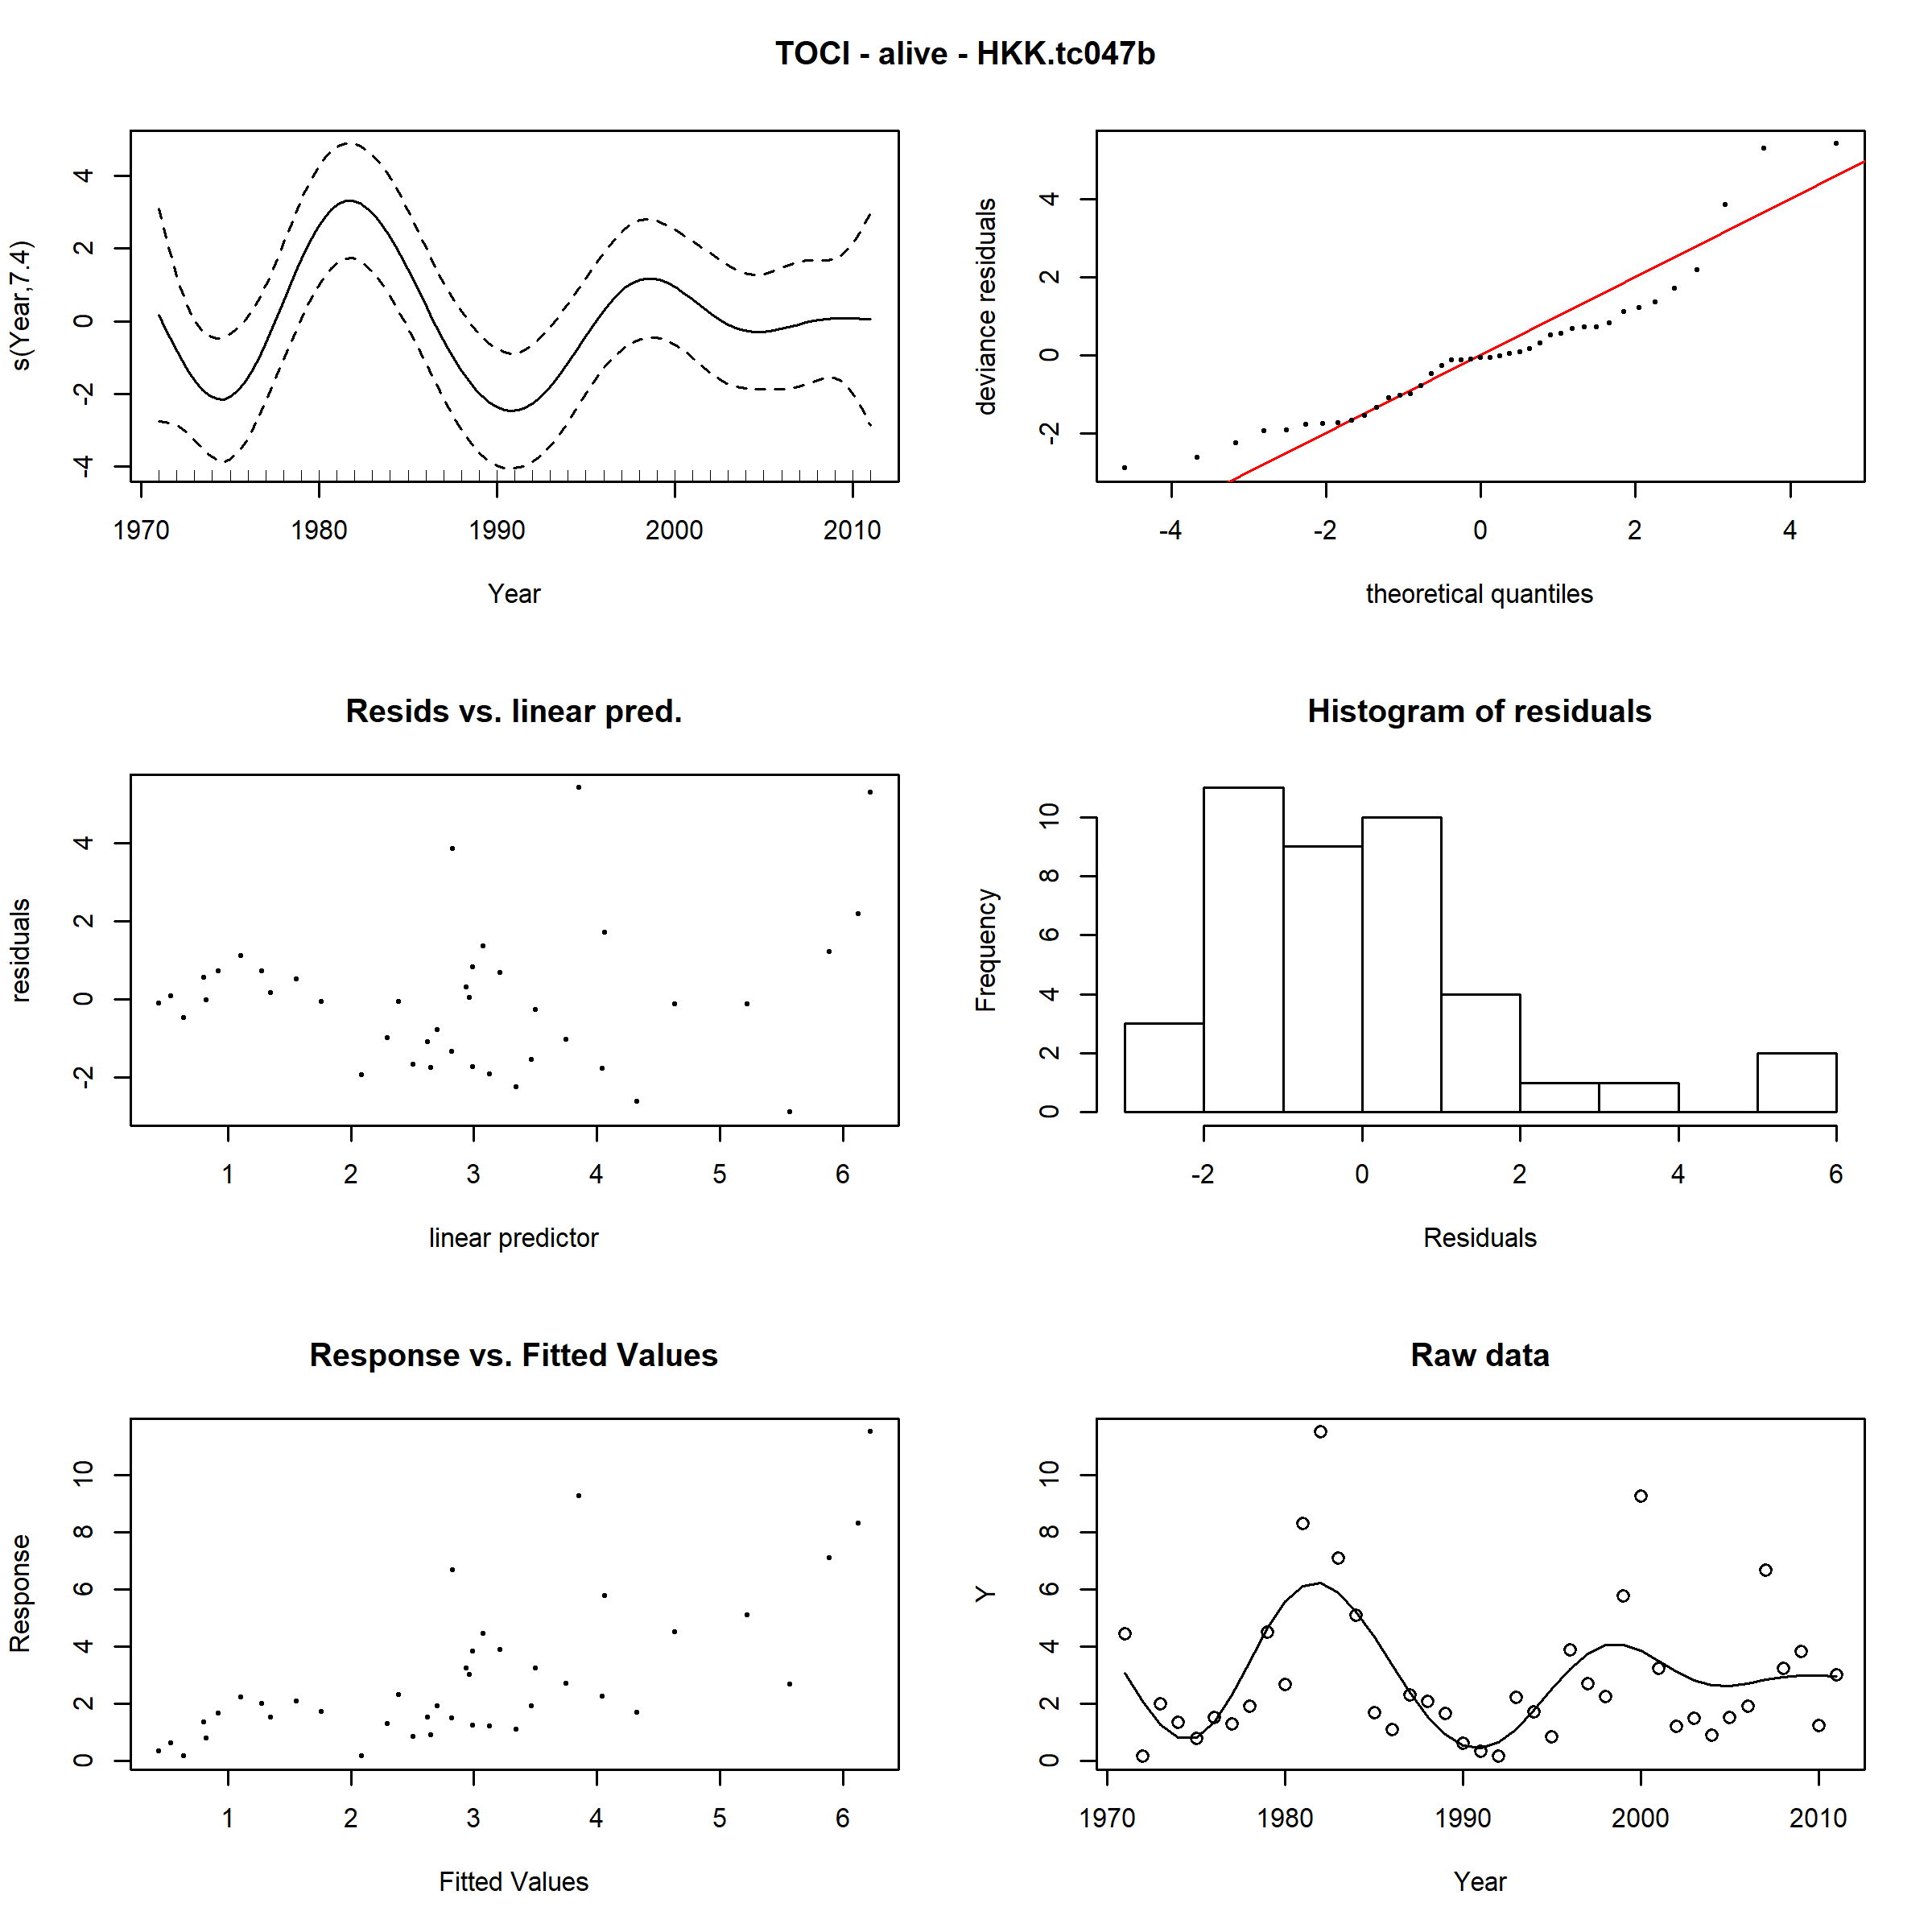 TOCI - alive - HKK.tc047b
s(Year,7.4)
4
2
0
-2
-4
1970 1980 1990 2000 2010
Year
deviance residuals
4
2
0
-2
-4 -2 0 2 4
theoretical quantiles
Resids vs. linear pred.
residuals
4
2
0
-2
1 2 3 4 5 6
linear predictor
Histogram of residuals
Frequency
10
8
6
4
2
0
-2 0 2 4 6
Residuals
Response vs. Fitted Values
Response
10
8
6
4
2
0
1 2 3 4 5 6
Fitted Values
Raw data
Y
10
8
6
4
2
0
1970 1980 1990 2000 2010
Year